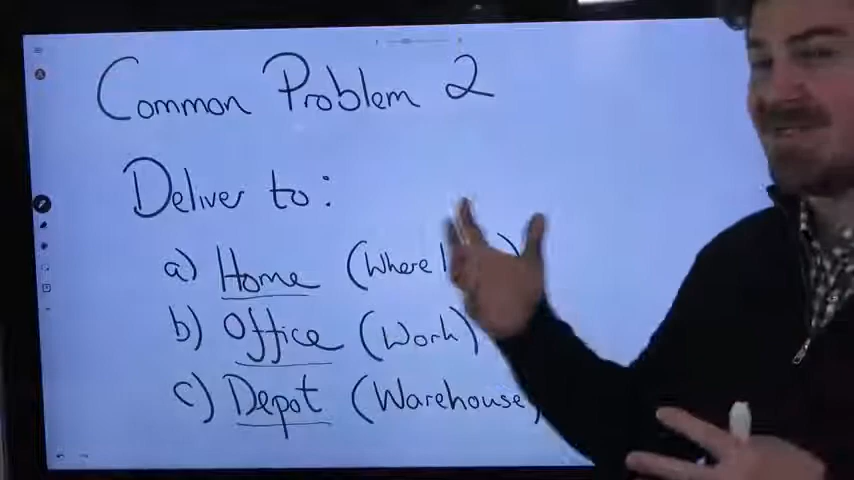 Common Problem 2
Deliver to:
a) Home (Where )
b) Office (Work)
c) Depot (Warehouse)